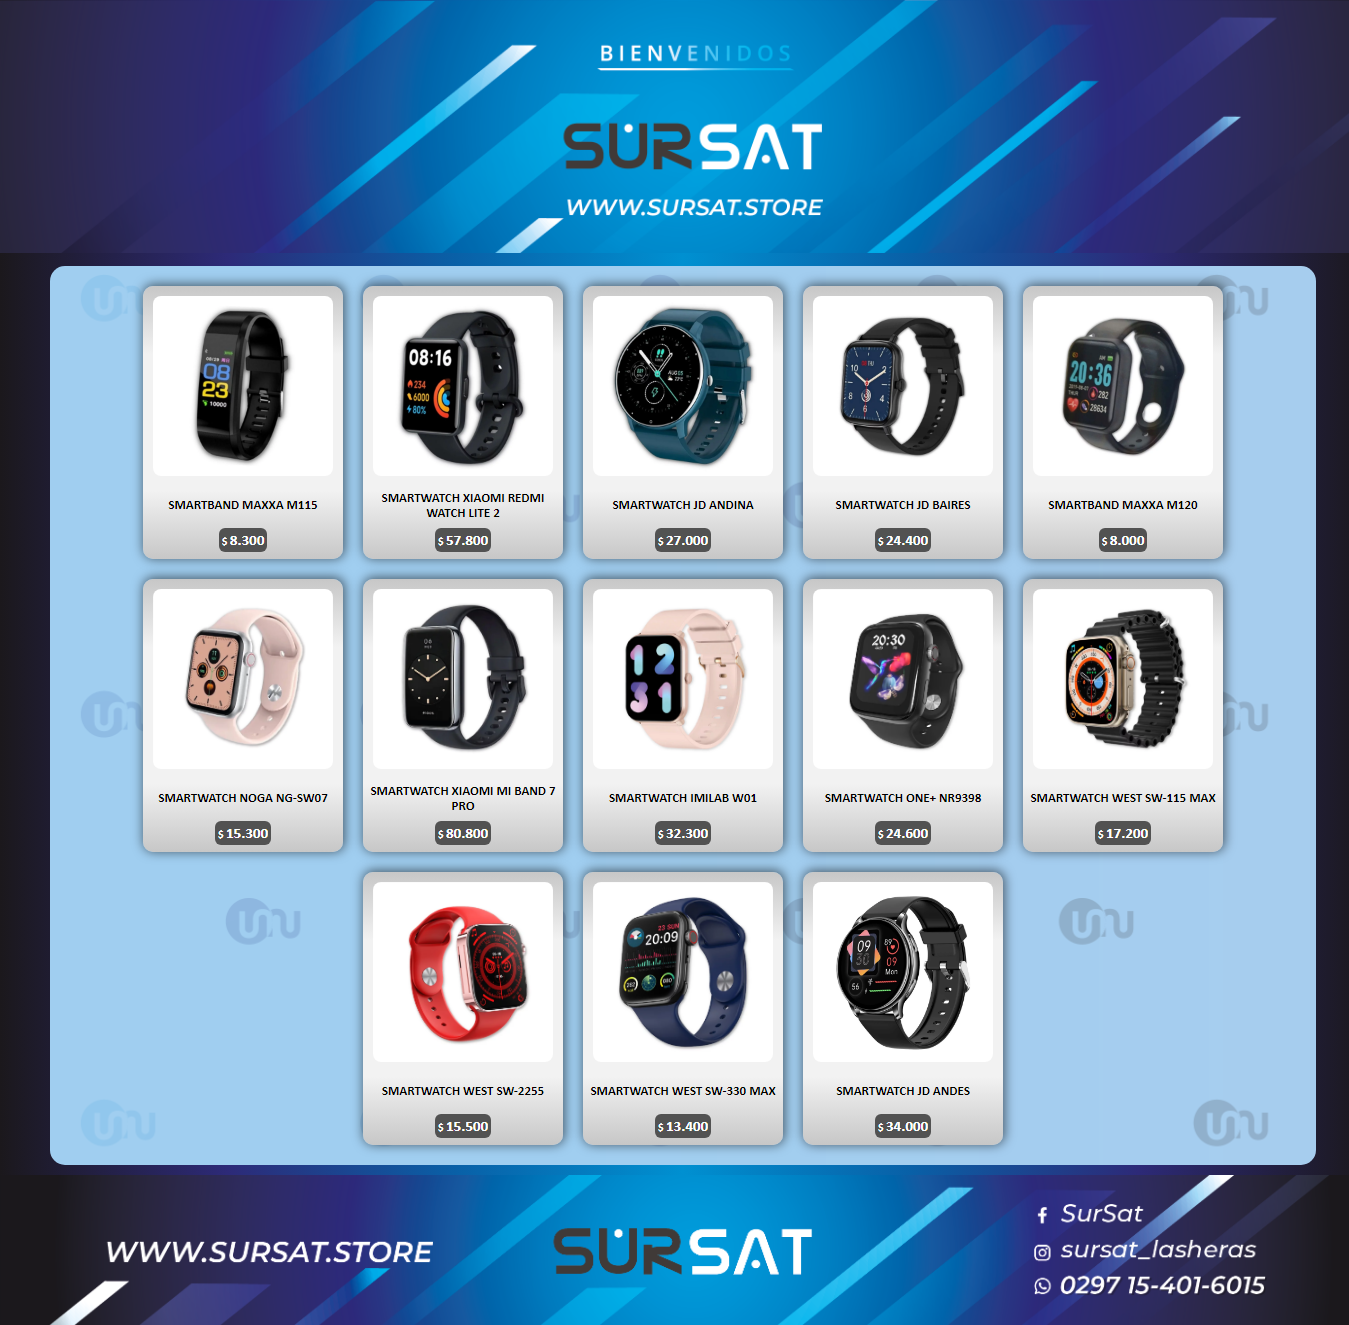 BIENVENIDOS
SURSAT
WWW.SURSAT.STORE
SMARTBAND MAXXA M115
$ 8.300
SMARTWATCH XIAOMI REDMI
WATCH LITE 2
$ 57.800
SMARTWATCH JD ANDINA
$ 27.000
SMARTWATCH JD BAIRES
$ 24.400
SMARTBAND MAXXA M120
$ 8.000
SMARTWATCH NOGA NG-SW07
$ 15.300
SMARTWATCH XIAOMI MI BAND 7
PRO
$ 80.800
SMARTWATCH IMILAB W01
$ 32.300
SMARTWATCH ONE+ NR9398
$ 24.600
SMARTWATCH WEST SW-115 MAX
$ 17.200
SMARTWATCH WEST SW-2255
$ 15.500
SMARTWATCH WEST SW-330 MAX
$ 13.400
SMARTWATCH JD ANDES
$ 34.000
WWW.SURSAT.STORE
SURSAT
SurSat
sursat_lasheras
0297 15-401-6015